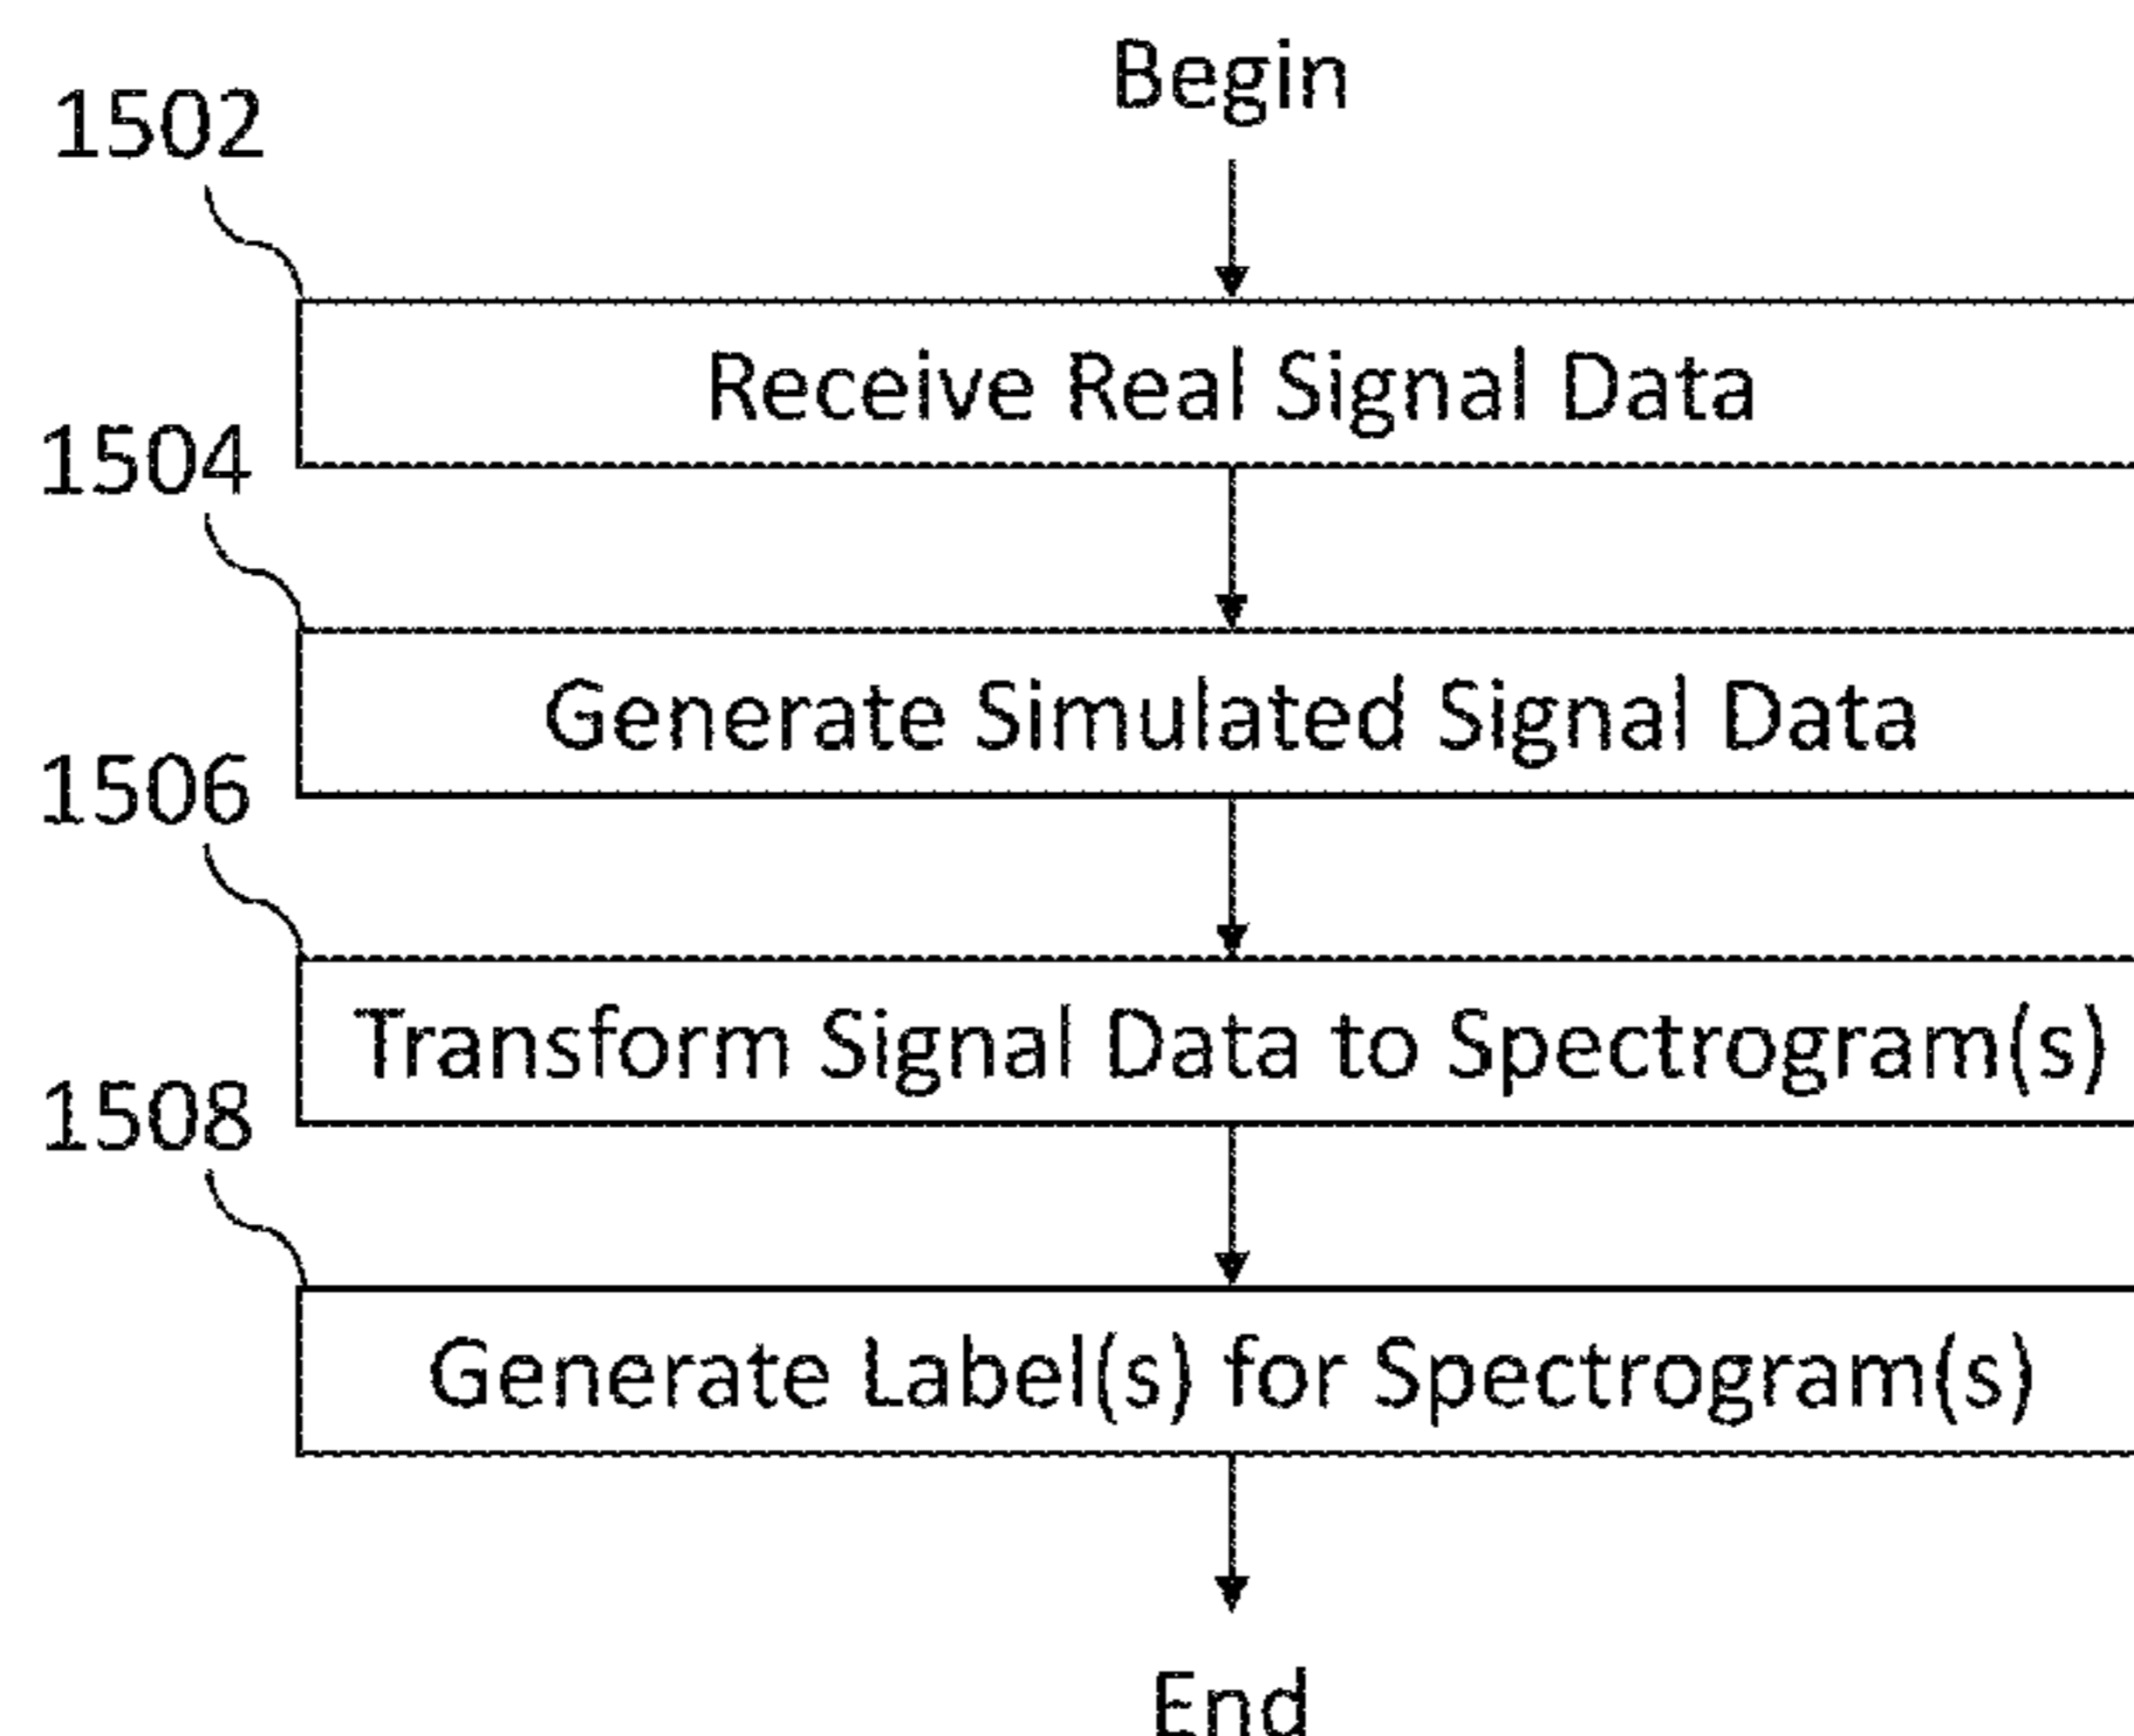 Begin
1502
Receive Real Signal Data
1504
Generate Simulated Signal Data
1506
Transform Signal Data to Spectrogram(s)
1508
Generate Label(s) for Spectrogram(s)
End